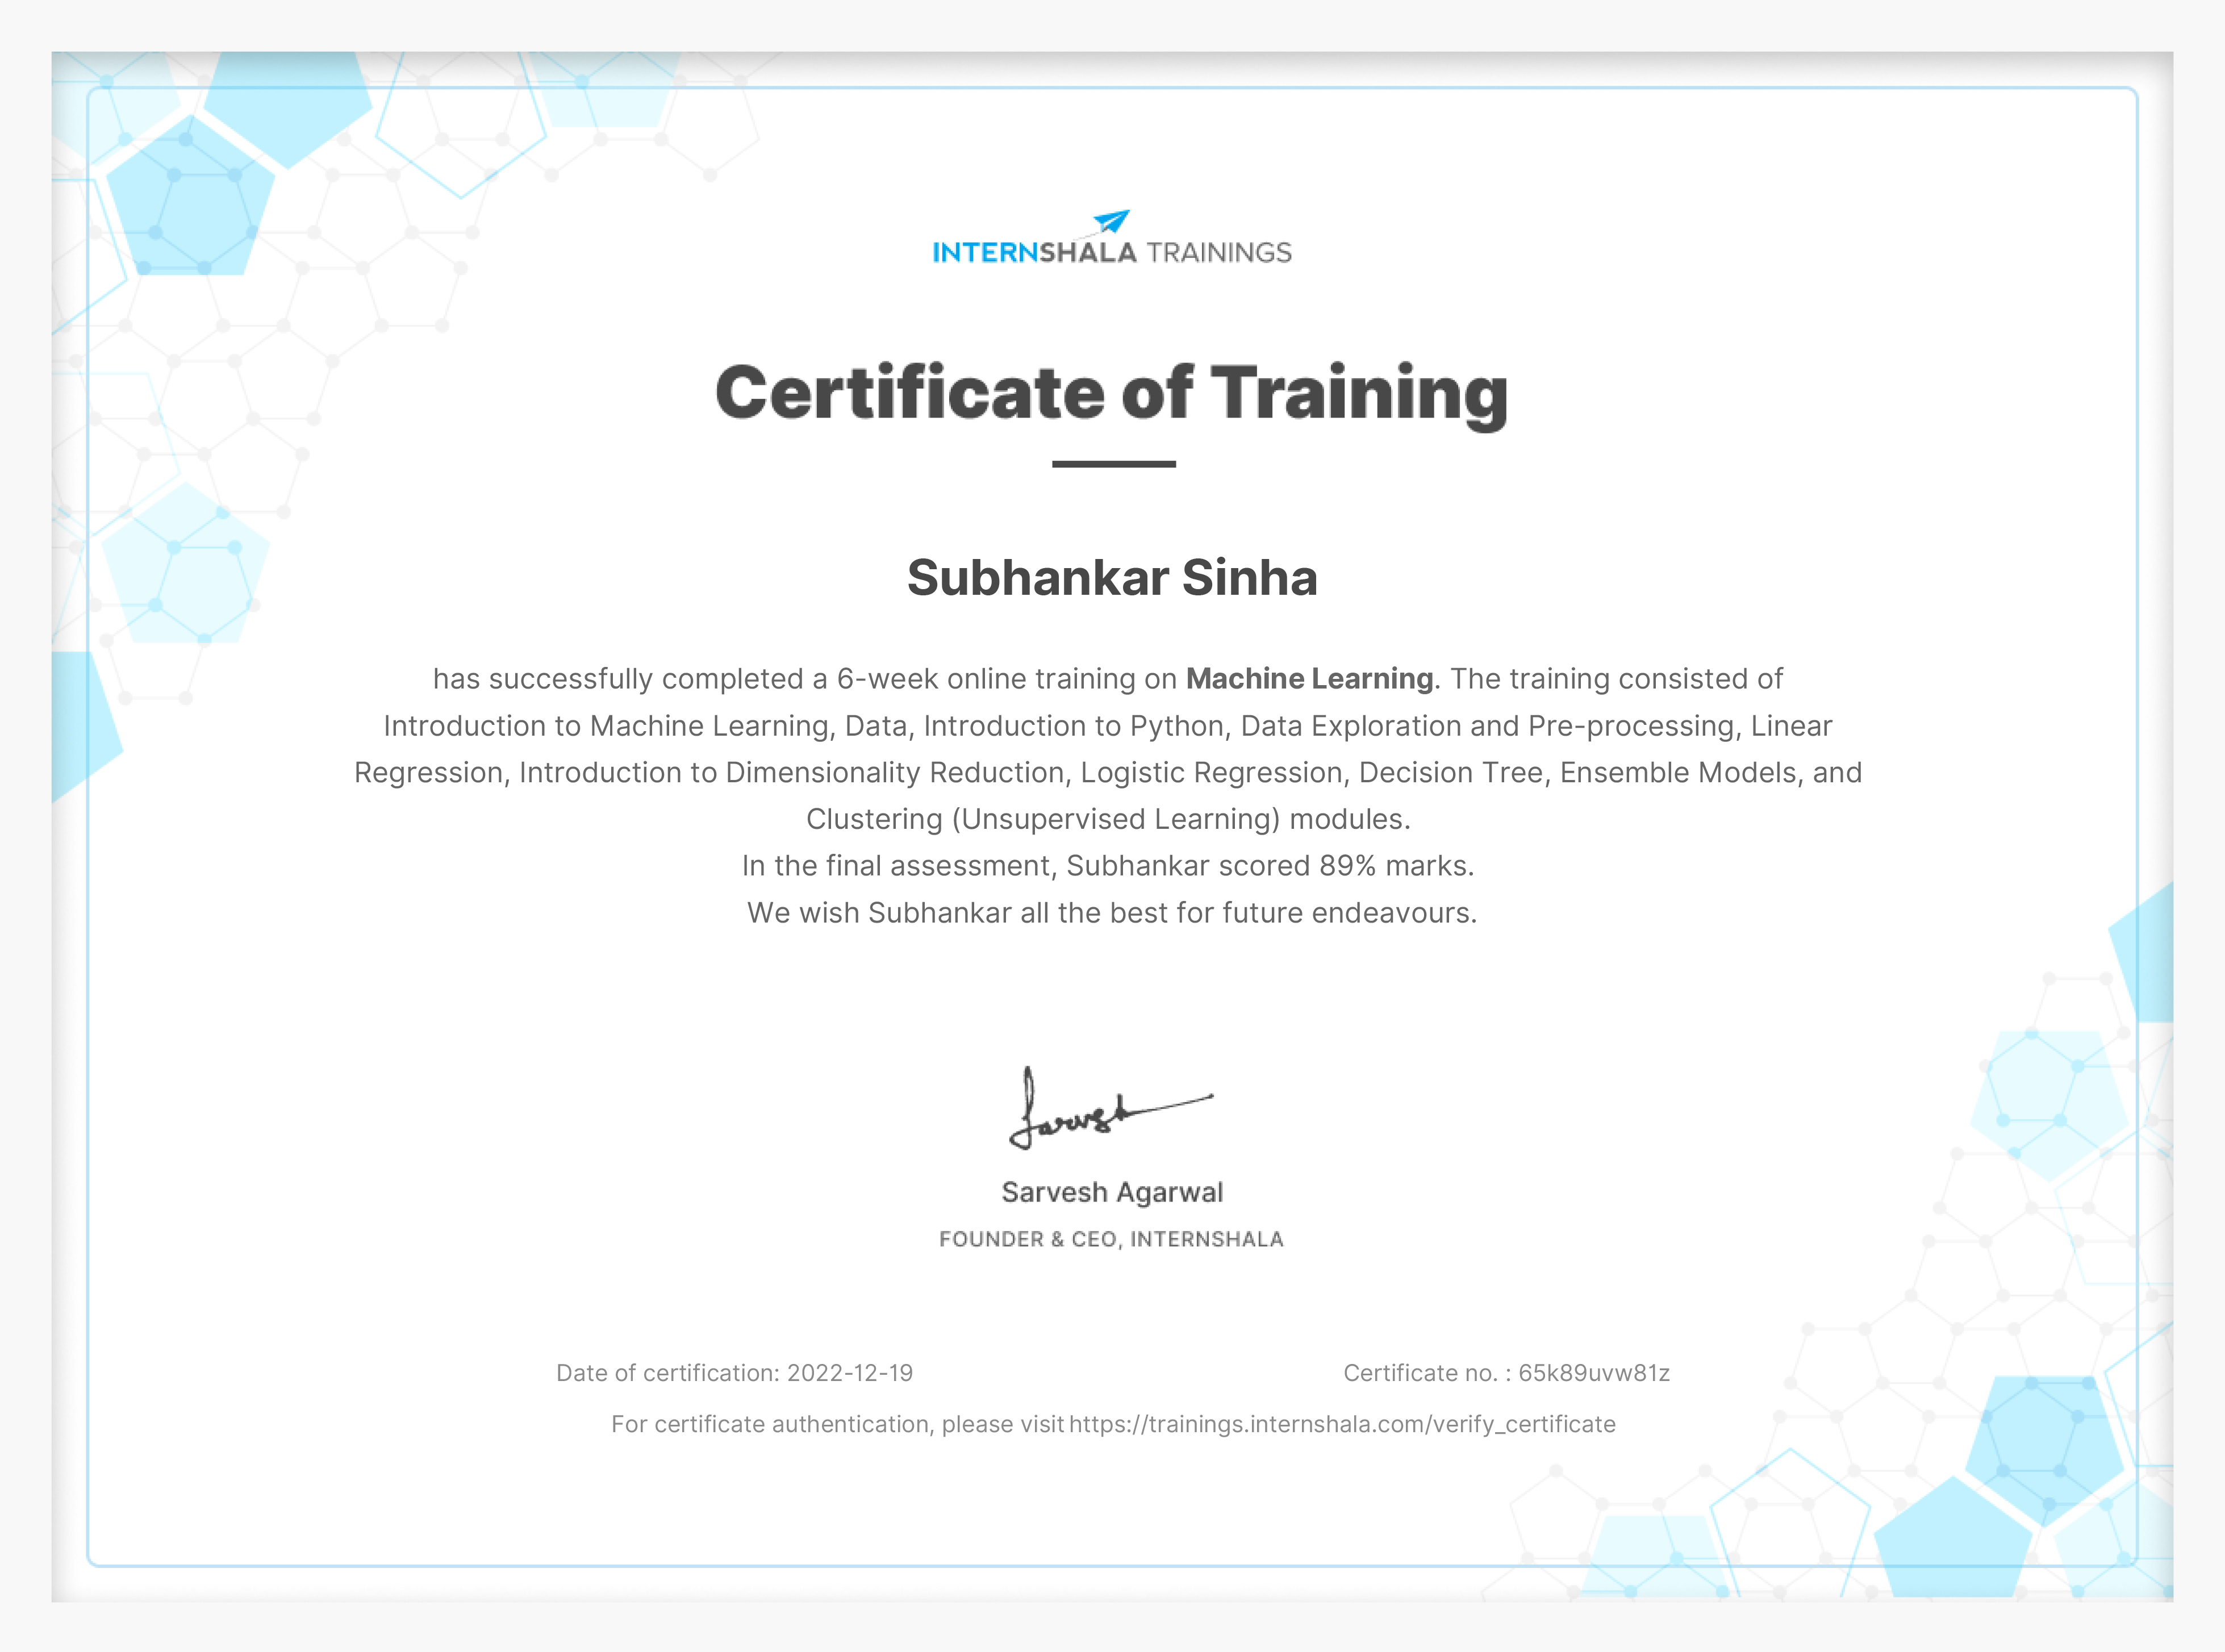 INTERNSHALA TRAININGS
Certificate of Training
Subhankar Sinha
has successfully completed a 6-week online training on Machine Learning. The training consisted of
Introduction to Machine Learning, Data, Introduction to Python, Data Exploration and Pre-processing, Linear
Regression, Introduction to Dimensionality Reduction, Logistic Regression, Decision Tree, Ensemble Models, and
Clustering (Unsupervised Learning) modules.
In the final assessment, Subhankar scored 89% marks.
We wish Subhankar all the best for future endeavours.
Sarvesh
Sarvesh Agarwal
FOUNDER & CEO, INTERNSHALA
Date of certification: 2022-12-19
Certificate no. : 65k89uvw81z
For certificate authentication, please visit https://trainings.internshala.com/verify_certificate